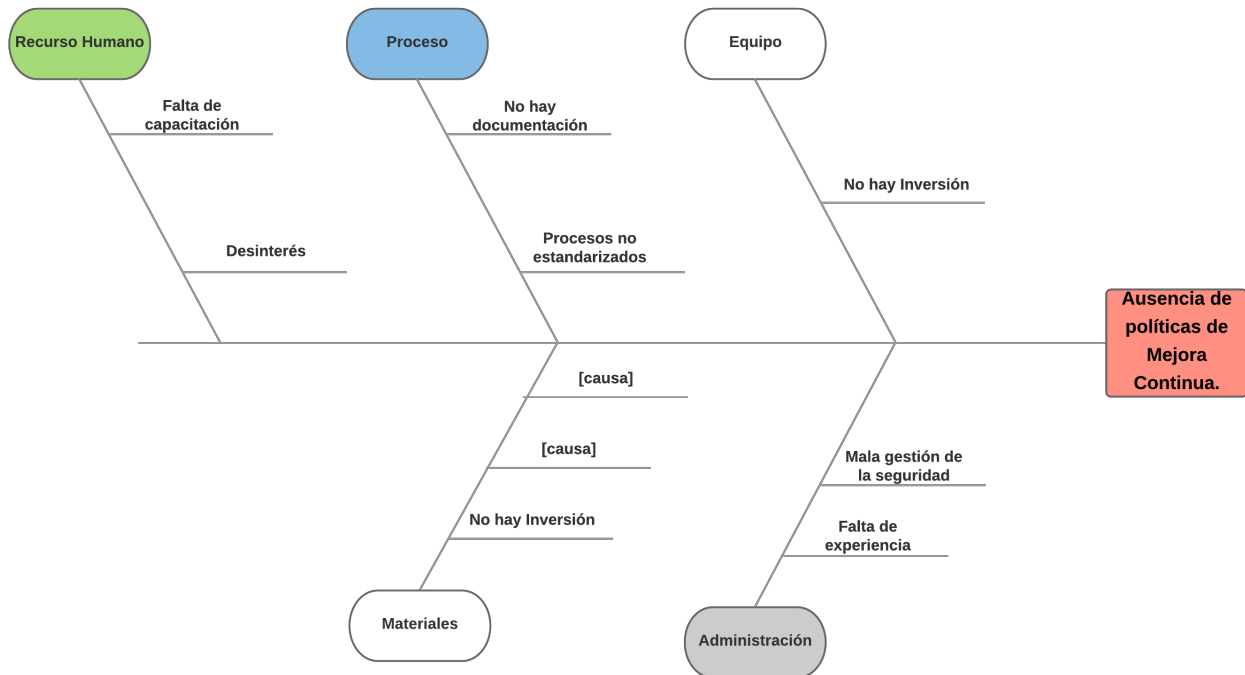 Recurso Humano
Proceso
Equipo
Falta de
capacitación
No hay
documentación
No hay Inversión
Desinterés
Procesos no
estandarizados
Ausencia de
políticas de
Mejora
Continua.
[causa]
[causa]
No hay Inversión
Mala gestión de
la seguridad
Falta de
experiencia
Materiales
Administración